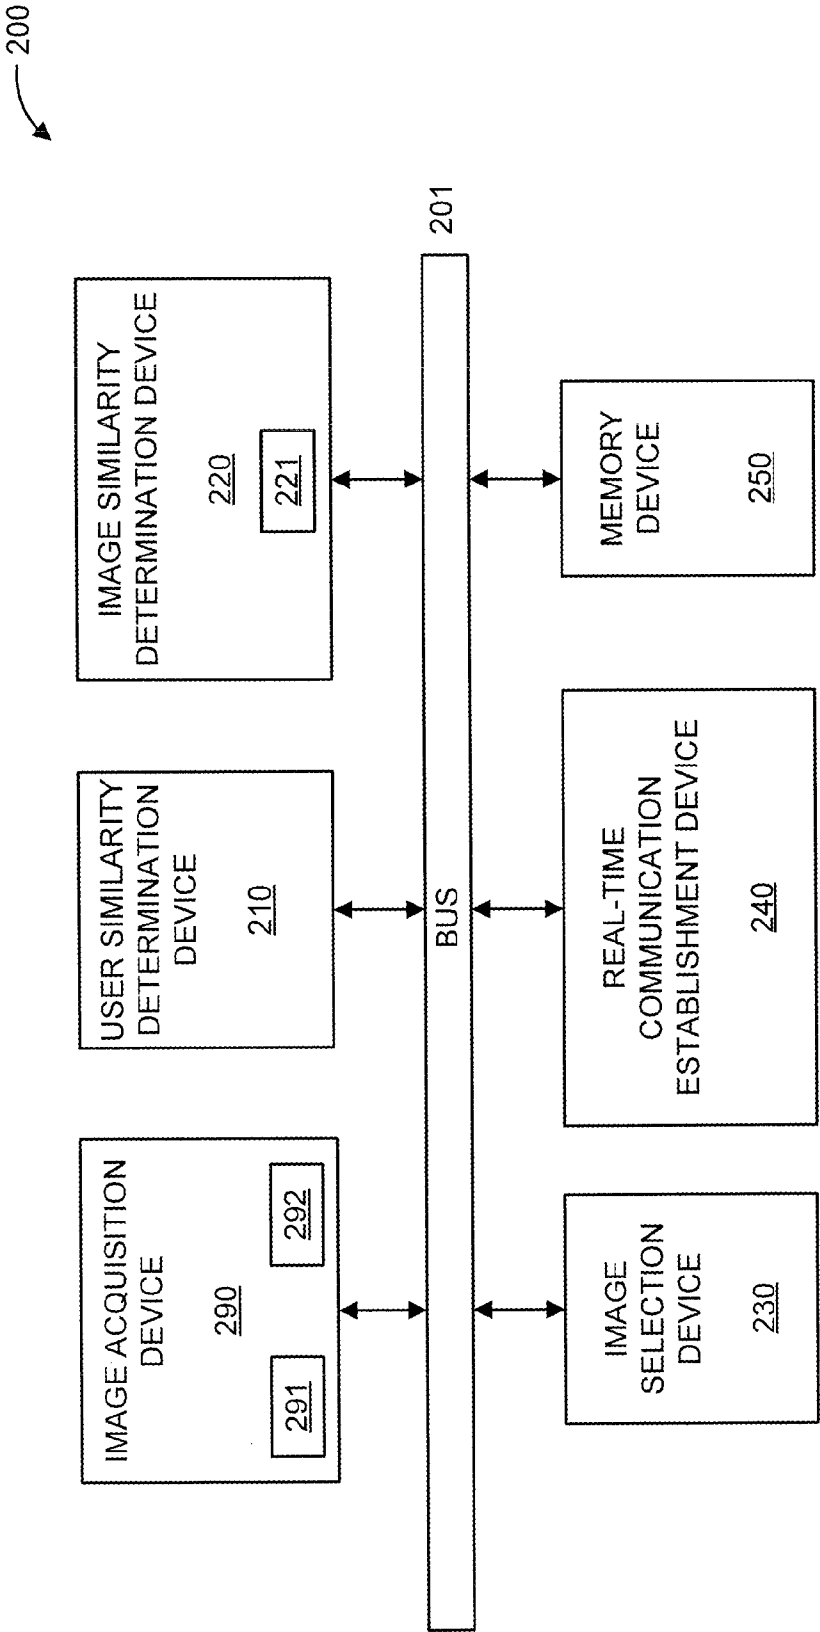 200
IMAGE ACQUISITION
DEVICE
290
291
292
USER SIMILARITY
DETERMINATION
DEVICE
210
IMAGE SIMILARITY
DETERMINATION DEVICE
220
221
BUS
201
IMAGE
SELECTION
DEVICE
230
REAL-TIME
COMMUNICATION
ESTABLISHMENT DEVICE
240
MEMORY
DEVICE
250